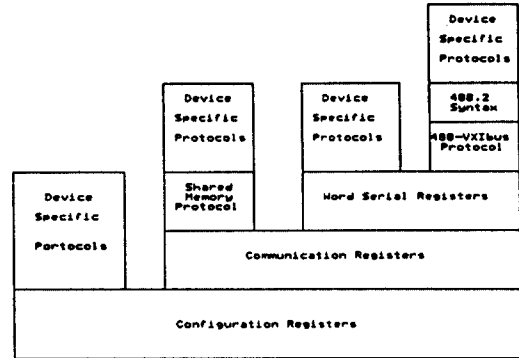 Device
Specific
Protocols
488.2
Syntax
488-VXIbus
Protocol
Device
Specific
Protocols
Device
Specific
Protocols
Shared
Memory
Protocol
Word Serial Registers
Device
Specific
Portocols
Communication Registers
Configuration Registers